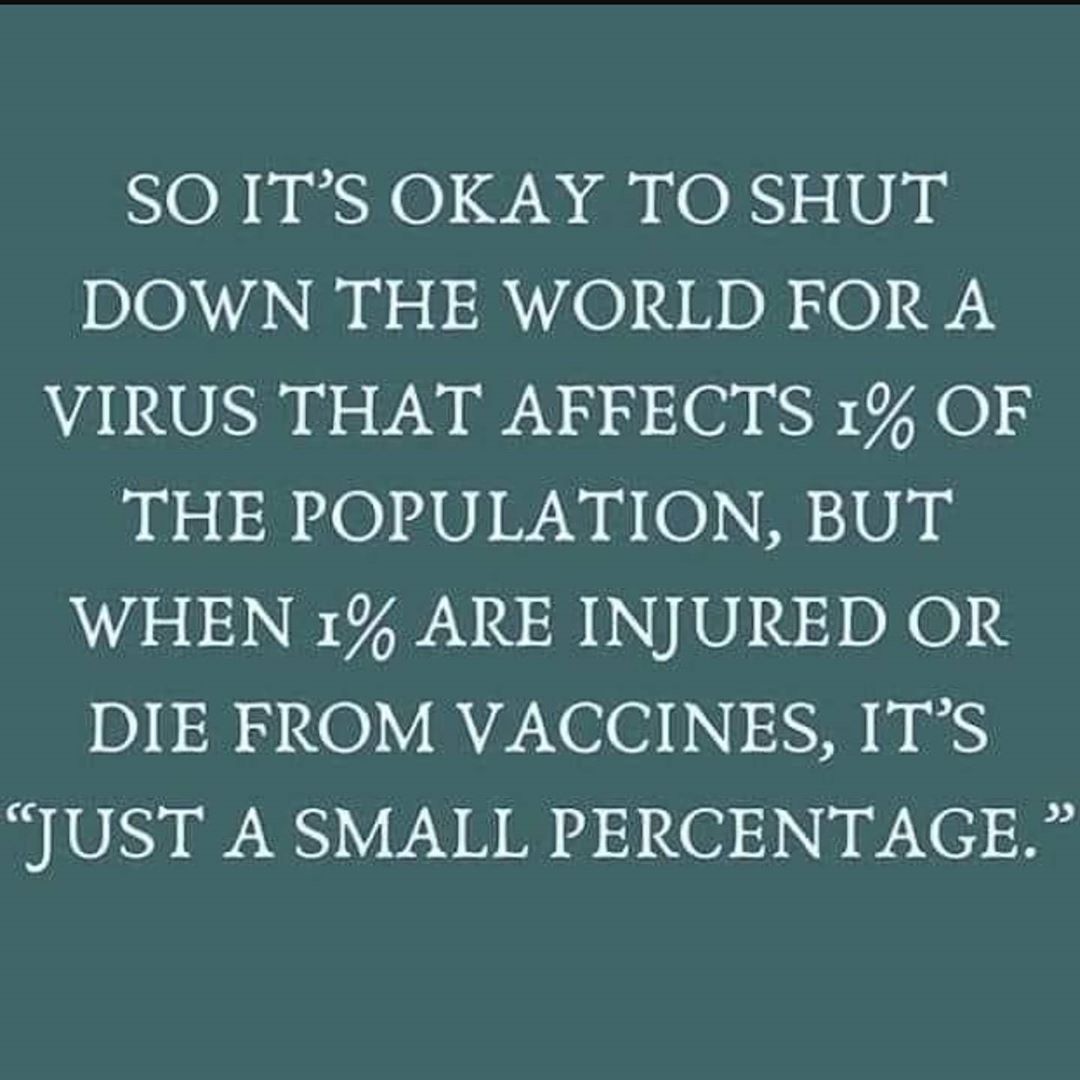 SO IT’S OKAY TO SHUT
DOWN THE WORLD FOR A
VIRUS THAT AFFECTS 1% OF
THE POPULATION, BUT
WHEN 1% ARE INJURED OR
DIE FROM VACCINES, IT’S
“JUST A SMALL PERCENTAGE.”